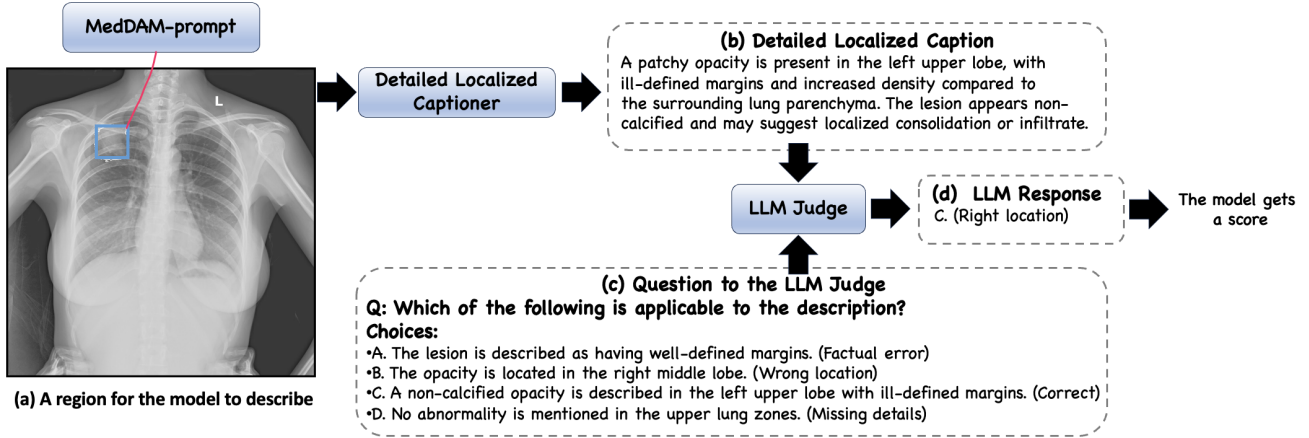 MedDAM-prompt
L
(a) A region for the model to describe
Detailed Localized
Captioner
(b) Detailed Localized Caption
A patchy opacity is present in the left upper lobe, with
ill-defined margins and increased density compared to
the surrounding lung parenchyma. The lesion appears non-
calcified and may suggest localized consolidation or infiltrate.
LLM Judge
(d) LLM Response
C. (Right location)
The model gets
a score
(c) Question to the LLM Judge
Q: Which of the following is applicable to the description?
Choices:
•A. The lesion is described as having well-defined margins. (Factual error)
•B. The opacity is located in the right middle lobe. (Wrong location)
•C. A non-calcified opacity is described in the left upper lobe with ill-defined margins. (Correct)
•D. No abnormality is mentioned in the upper lung zones. (Missing details)